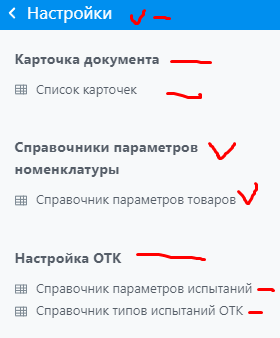 Настройки
Карточка документа
Список карточек
Справочники параметров
номенклатуры
Справочник параметров товаров
Настройка ОТК
Справочник параметров испытаний
Справочник типов испытаний ОТК